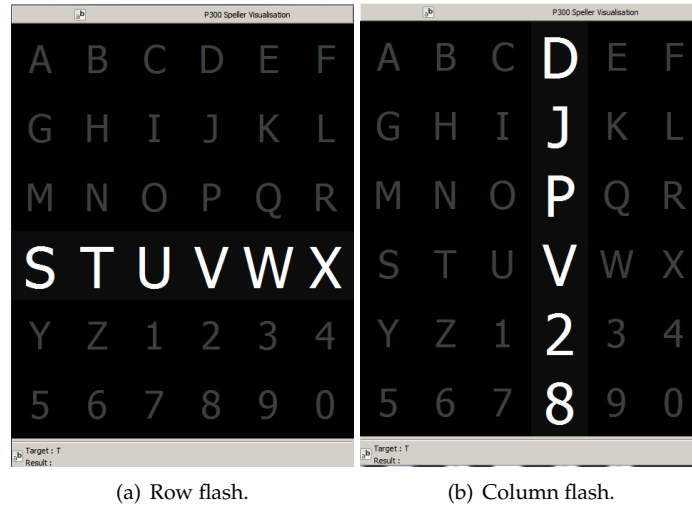 P300 Speller Visualisation
A B C D E F
G H I J K L
M N O P Q R
S T U V W X
Y Z 1 2 3 4
5 6 7 8 9 0
Target : T
Result :
(a) Row flash.
P300 Speller Visualisation
A B C D E F
G H I J K L
M N O P Q R
S T U V W X
Y Z 1 2 3 4
5 6 7 8 9 0
Target : T
Result :
(b) Column flash.